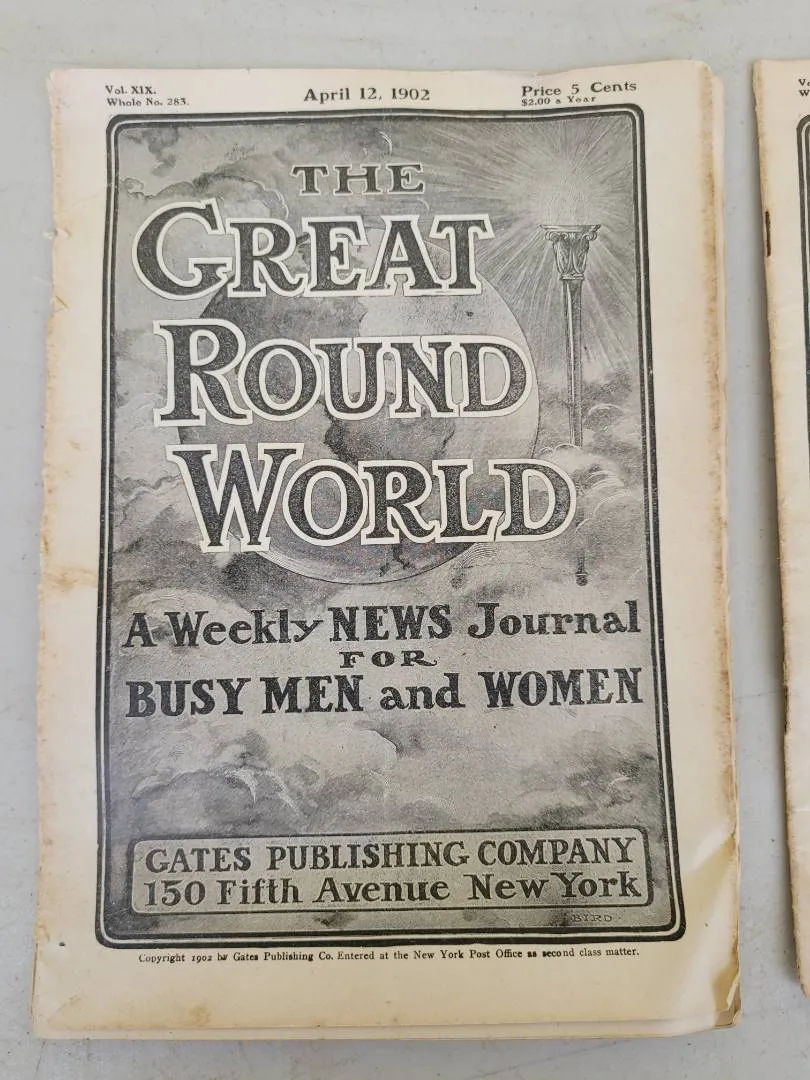 Vol. XIX.
Whole No. 283.
April 12, 1902
Price 5 Cents
$2.00 a Year
THE
GREAT
ROUND
WORLD
A Weekly NEWS Journal
FOR
BUSY MEN and WOMEN
GATES PUBLISHING COMPANY
150 Fifth Avenue New York
BIRD
Copyright 1902 by Gates Publishing Co. Entered at the New York Post Office as second class matter.